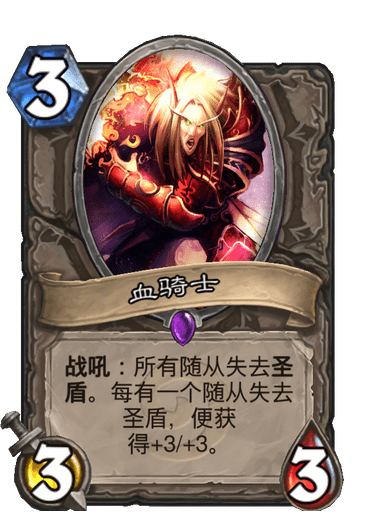 3
血骑士
战吼：所有随从失去圣
盾。每有一个随从失去
圣盾，便获
得+3/+3。
3
3